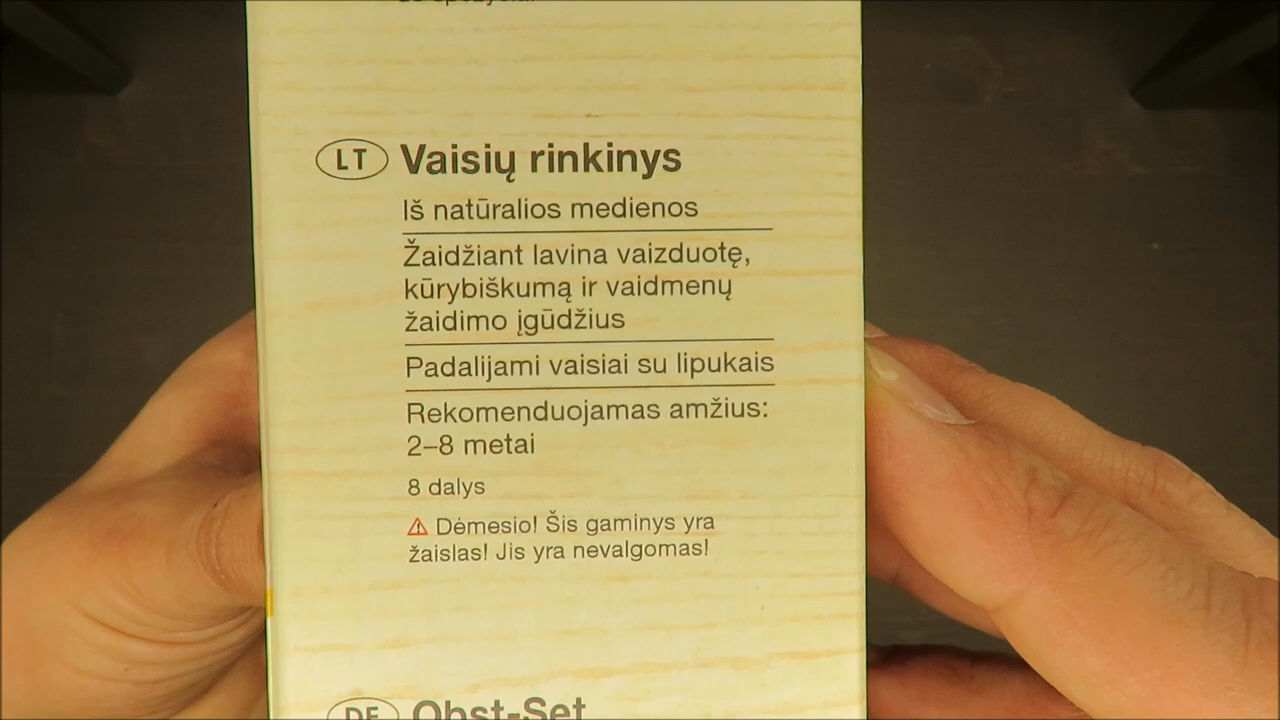 LT Vaisių rinkinys
Iš natūralios medienos
Žaidžiant lavina vaizduotę,
kūrybiškumą ir vaidmenų
žaidimo įgūdžius
Padalijami vaisiai su lipukais
Rekomenduojamas amžius:
2–8 metai
8 dalys
Dėmesio! Šis gaminys yra
žaislas! Jis yra nevalgomas!
DE Obst-Set